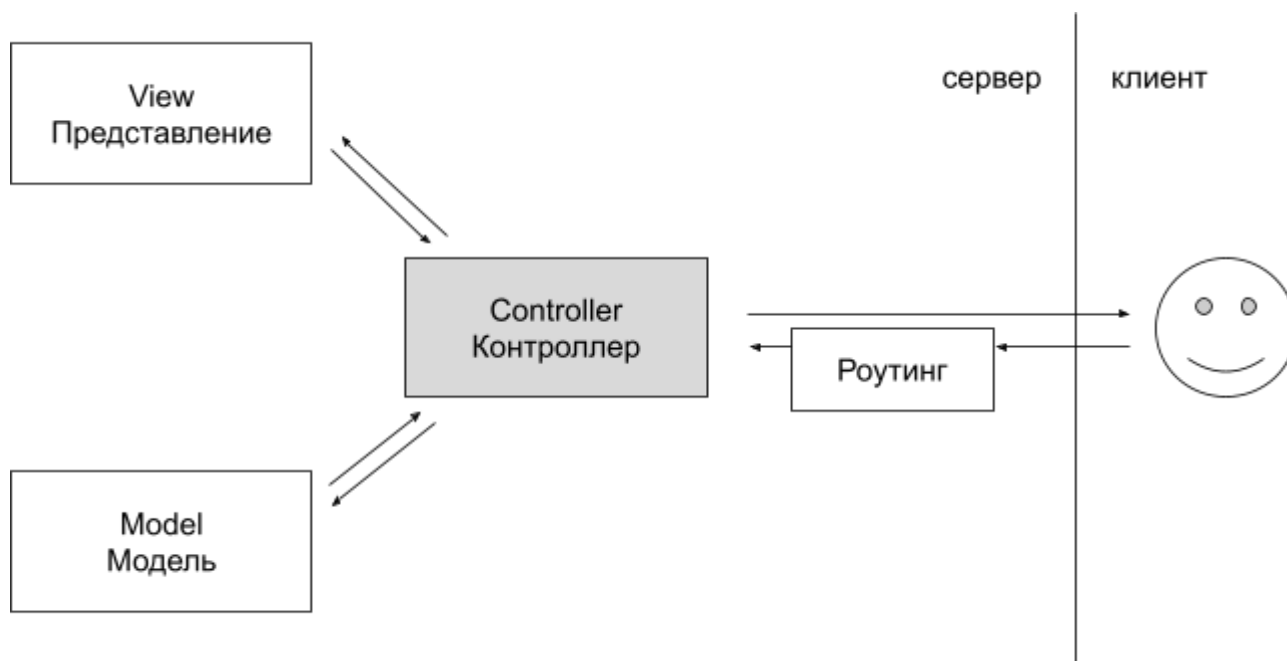 View
Представление
сервер
клиент
Controller
Контроллер
Роутинг
Model
Модель